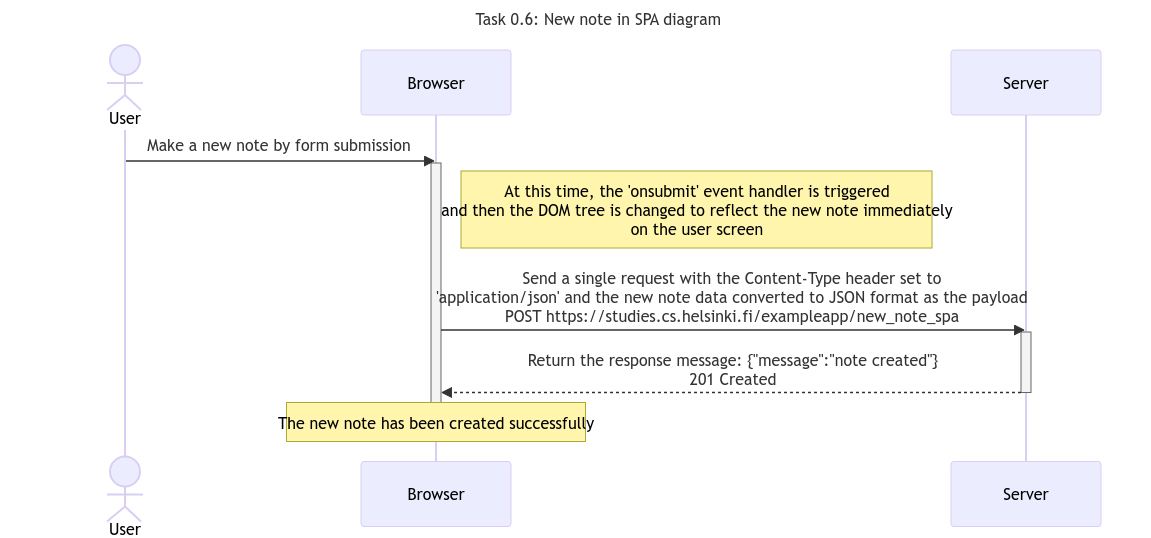 Task 0.6: New note in SPA diagram
User
Browser
Server
Make a new note by form submission
At this time, the 'onsubmit' event handler is triggered
and then the DOM tree is changed to reflect the new note immediately
on the user screen
Send a single request with the Content-Type header set to
'application/json' and the new note data converted to JSON format as the payload
POST https://studies.cs.helsinki.fi/exampleapp/new_note_spa
Return the response message: {"message":"note created"}
201 Created
The new note has been created successfully
User
Browser
Server